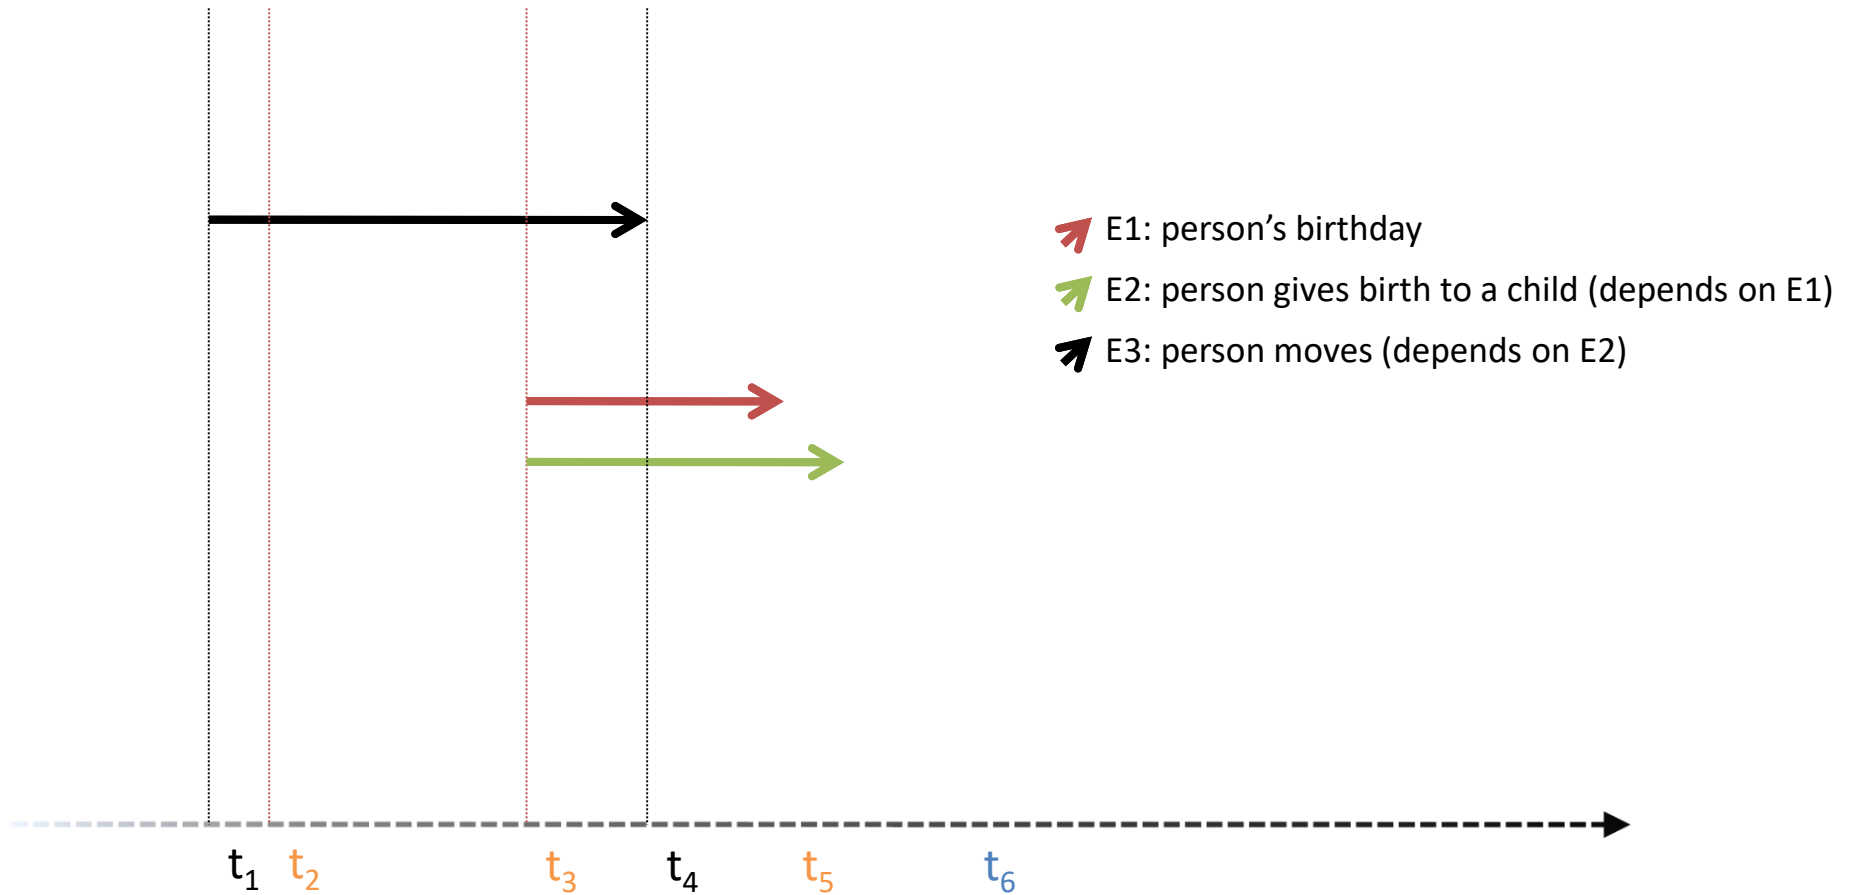 E1: person's birthday
E2: person gives birth to a child (depends on E1)
E3: person moves (depends on E2)
t1 t2 t3 t4 t5 t6